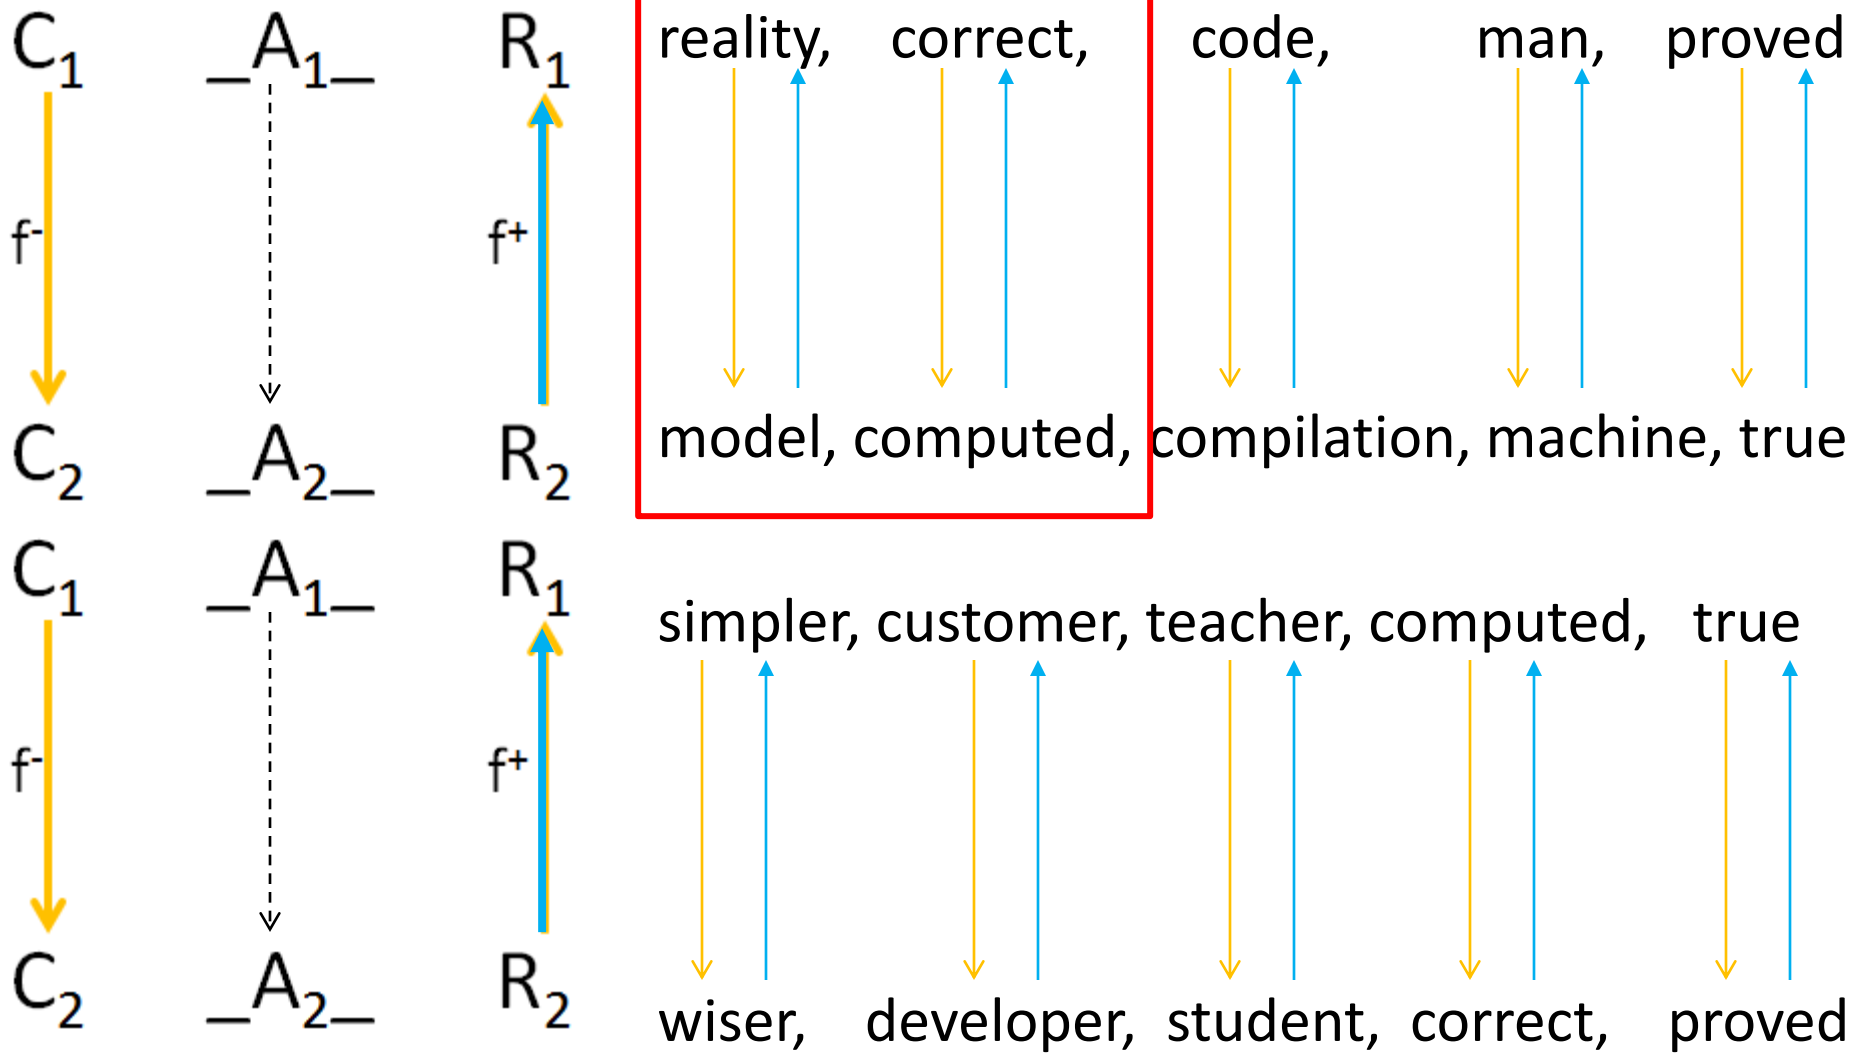 C₁ _A₁_ R₁ reality, correct, code, man, proved
f⁻ f⁺
C₂ _A₂_ R₂ model, computed, compilation, machine, true
C₁ _A₁_ R₁ simpler, customer, teacher, computed, true
f⁻ f⁺
C₂ _A₂_ R₂ wiser, developer, student, correct, proved